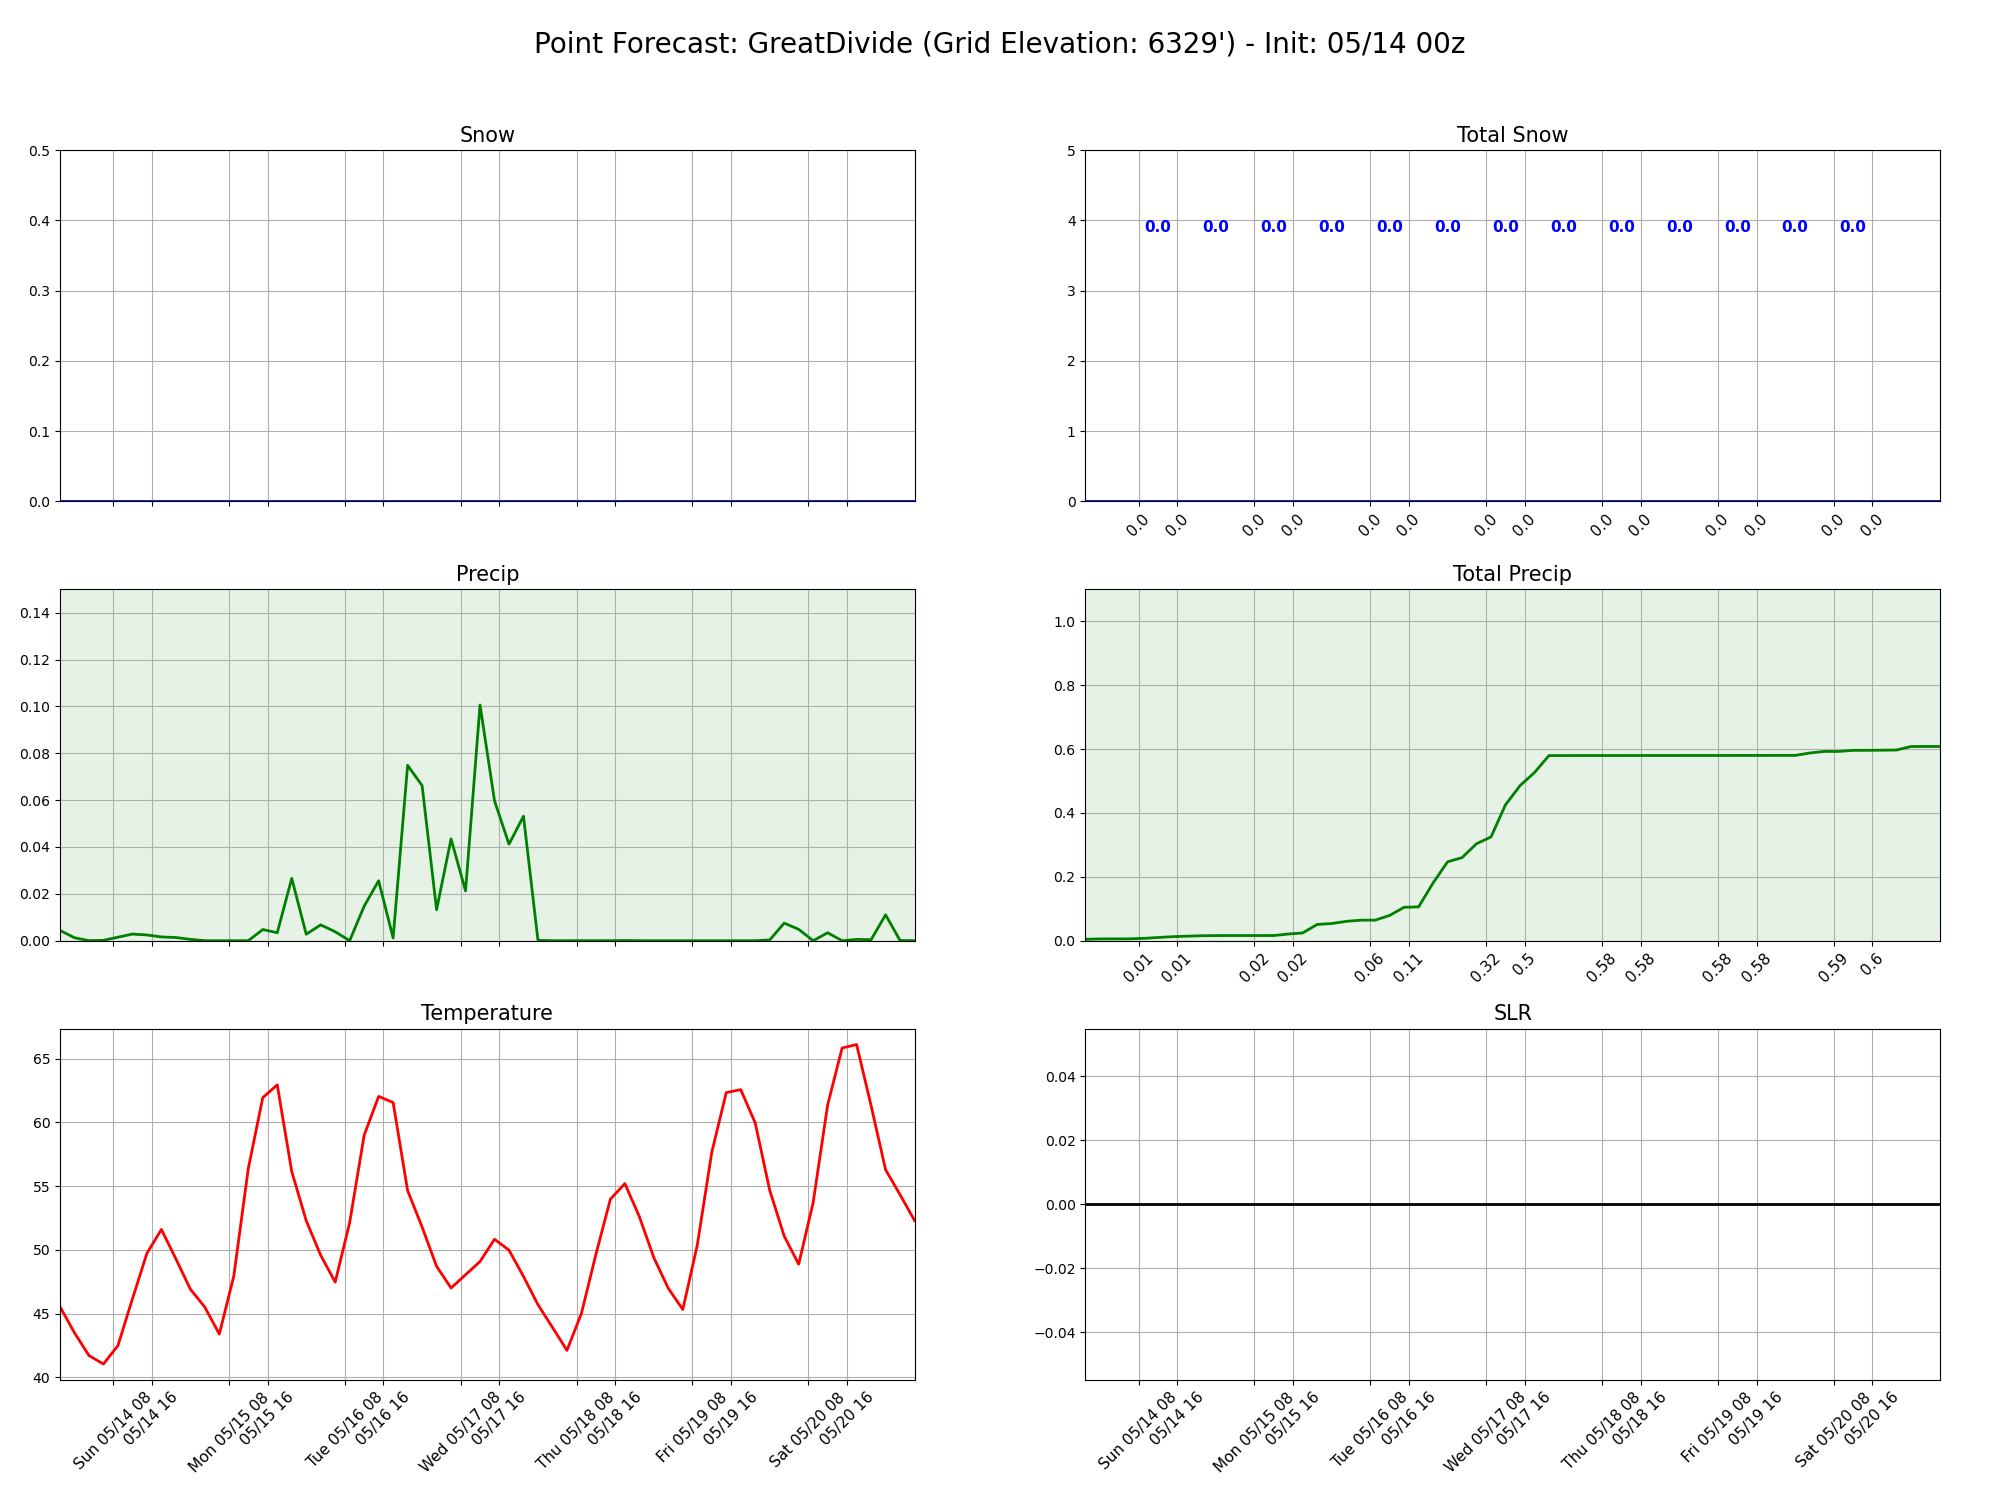 Point Forecast: GreatDivide (Grid Elevation: 6329') - Init: 05/14 00z
Snow
0.5
0.4
0.3
0.2
0.1
0.0
Total Snow
5
4
3
2
1
0
0.0 0.0 0.0 0.0 0.0 0.0 0.0 0.0 0.0 0.0 0.0 0.0 0.0
0.0 0.0 0.0 0.0 0.0 0.0 0.0 0.0 0.0 0.0 0.0 0.0 0.0 0.0
Precip
0.14
0.12
0.10
0.08
0.06
0.04
0.02
0.00
Total Precip
1.0
0.8
0.6
0.4
0.2
0.0
0.01 0.01 0.02 0.02 0.06 0.11 0.32 0.5 0.58 0.58 0.58 0.58 0.59 0.6
Temperature
65
60
55
50
45
40
Sun 05/14 08
05/14 16
Mon 05/15 08
05/15 16
Tue 05/16 08
05/16 16
Wed 05/17 08
05/17 16
Thu 05/18 08
05/18 16
Fri 05/19 08
05/19 16
Sat 05/20 08
05/20 16
SLR
0.04
0.02
0.00
−0.02
−0.04
Sun 05/14 08
05/14 16
Mon 05/15 08
05/15 16
Tue 05/16 08
05/16 16
Wed 05/17 08
05/17 16
Thu 05/18 08
05/18 16
Fri 05/19 08
05/19 16
Sat 05/20 08
05/20 16